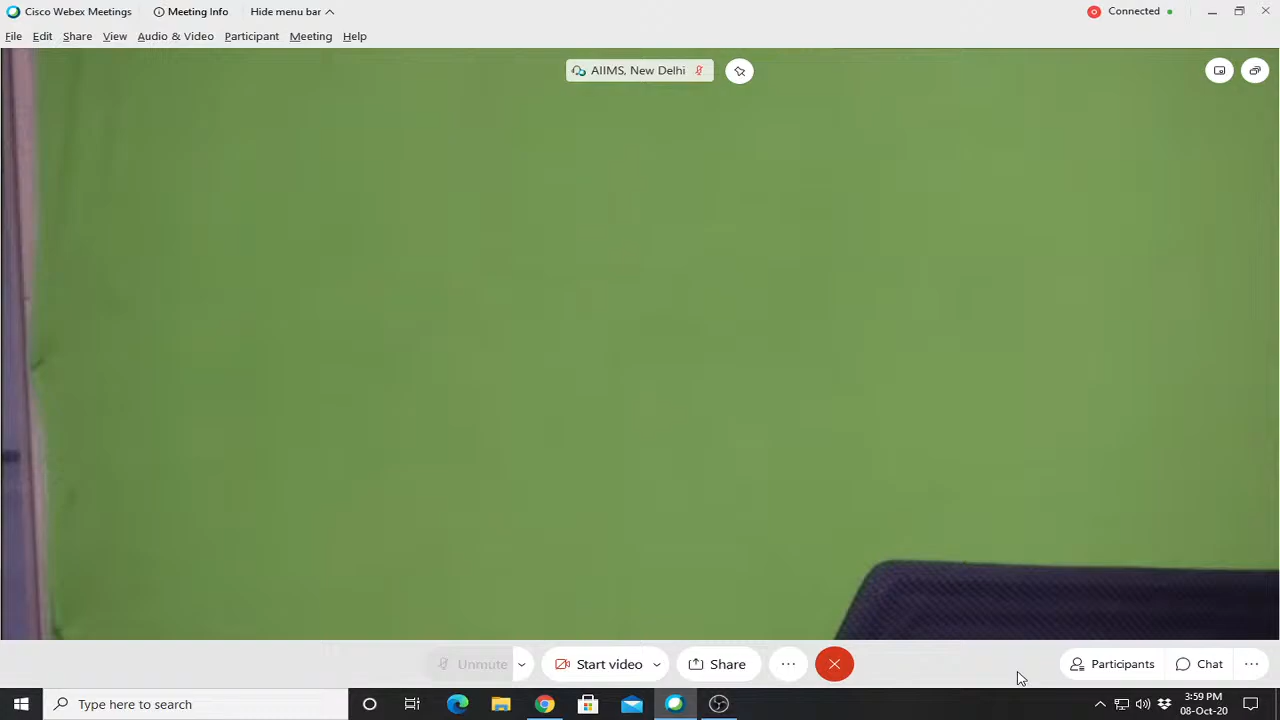 Cisco Webex Meetings Meeting Info Hide menu bar Connected
File Edit Share View Audio & Video Participant Meeting Help
AIIMS, New Delhi
Unmute Start video Share Participants Chat
Type here to search
3:59 PM
08-Oct-20